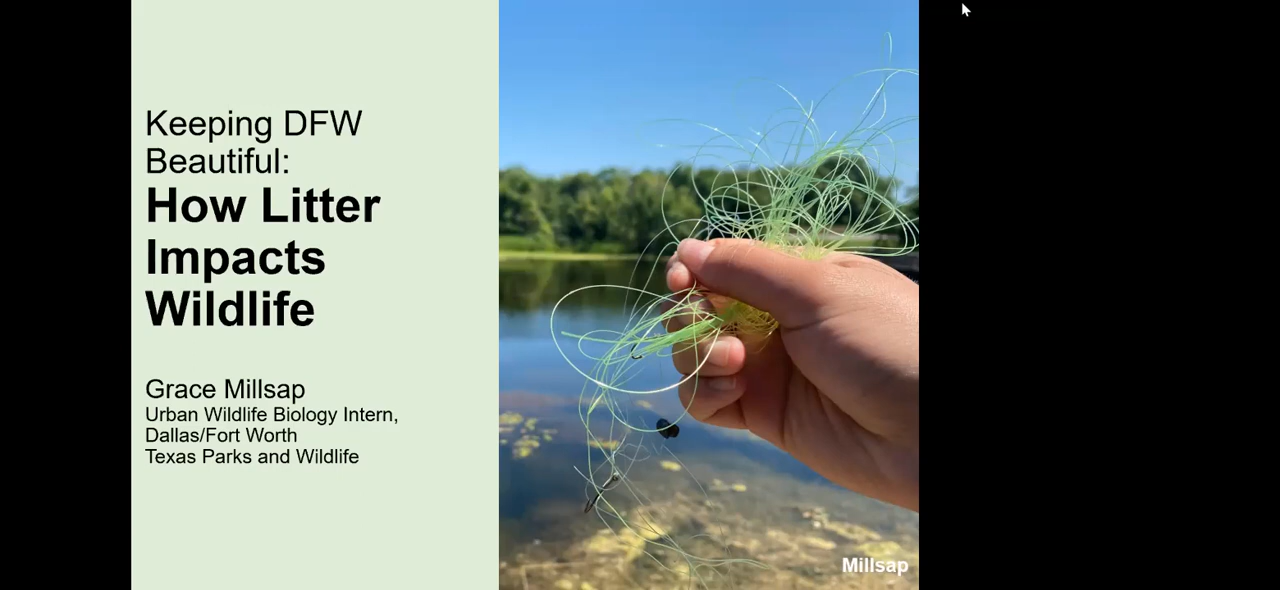 Keeping DFW
Beautiful:
How Litter
Impacts
Wildlife
Grace Millsap
Urban Wildlife Biology Intern,
Dallas/Fort Worth
Texas Parks and Wildlife
Millsap